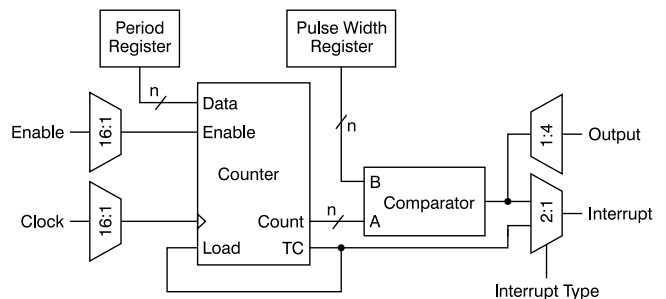 Period
Register
Pulse Width
Register
n
Data
n
Enable
16:1
Enable
1:4
Output
Counter
B
Comparator
Clock
16:1
Count
n
A
2:1
Interrupt
Load
TC
Interrupt Type